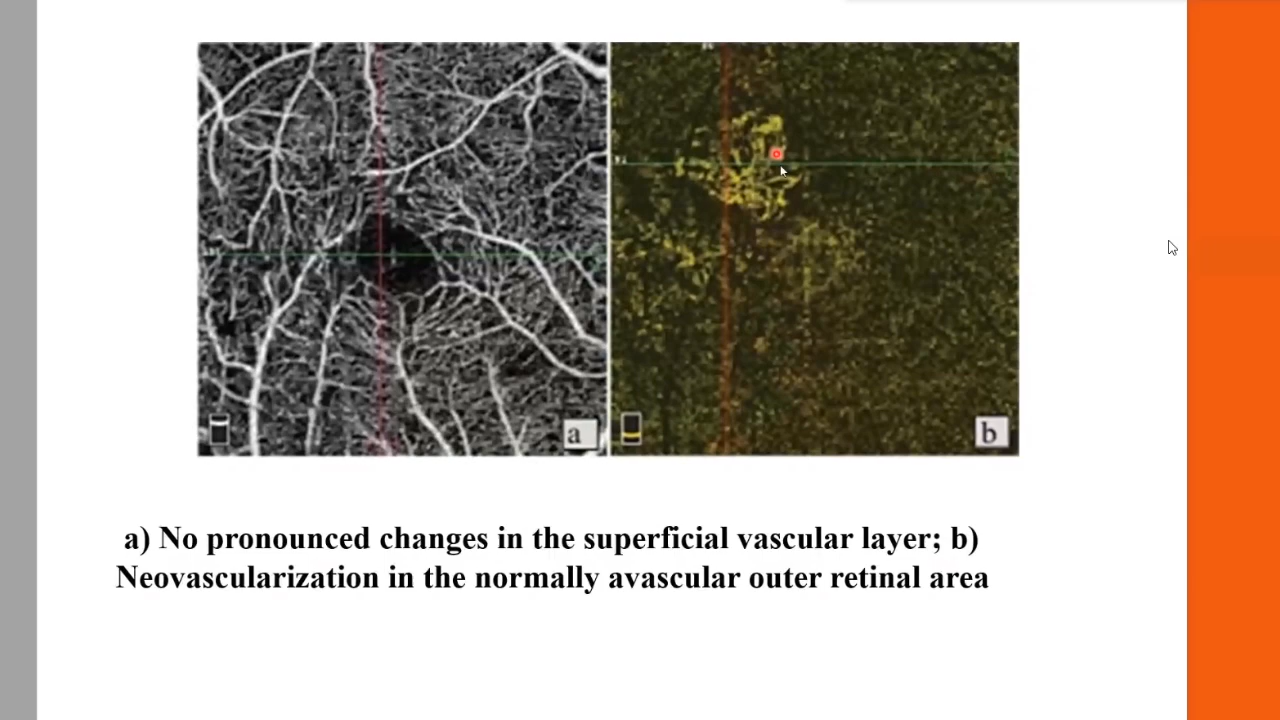 a
b
a) No pronounced changes in the superficial vascular layer; b)
Neovascularization in the normally avascular outer retinal area